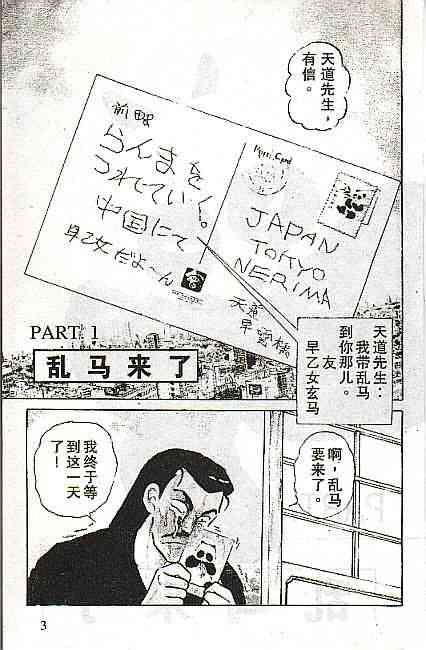 天道先生，
有信。
前略
らんまを
つれていく。
中国にて
早乙女だよ〜ん
JAPAN
TOKYO
NERIMA
天道
早雲様
天道先生：
我带乱马
到你那儿。
友
早乙女玄马
PART 1
乱马来了
啊，乱马
要来了。
我终于等
到这一天
了！
3